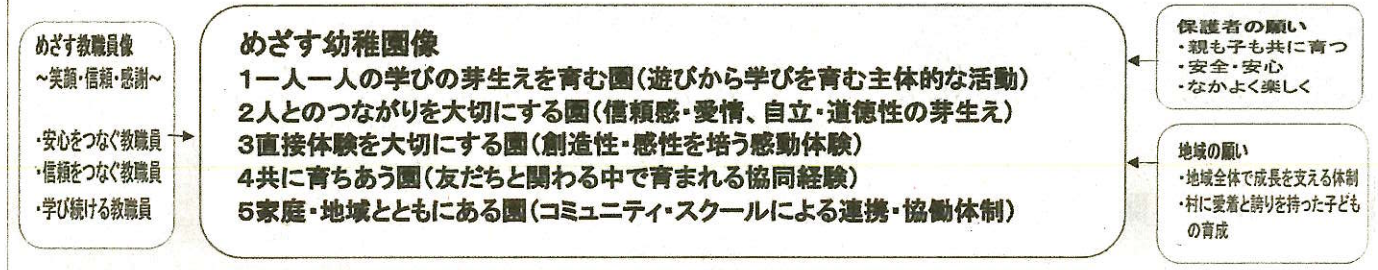 めざす教職員像
～笑顔・信頼・感謝～
・安心をつなぐ教職員
・信頼をつなぐ教職員
・学び続ける教職員
めざす幼稚園像
1一人一人の学びの芽生えを育む園(遊びから学びを育む主体的な活動)
2人とのつながりを大切にする園(信頼感・愛情、自立・道徳性の芽生え)
3直接体験を大切にする園(創造性・感性を培う感動体験)
4共に育ちあう園(友だちと関わる中で育まれる協同経験)
5家庭・地域とともにある園(コミュニティ・スクールによる連携・協働体制)
保護者の願い
・親も子も共に育つ
・安全・安心
・なかよく楽しく
地域の願い
・地域全体で成長を支える体制
・村に愛着と誇りを持った子ども
の育成